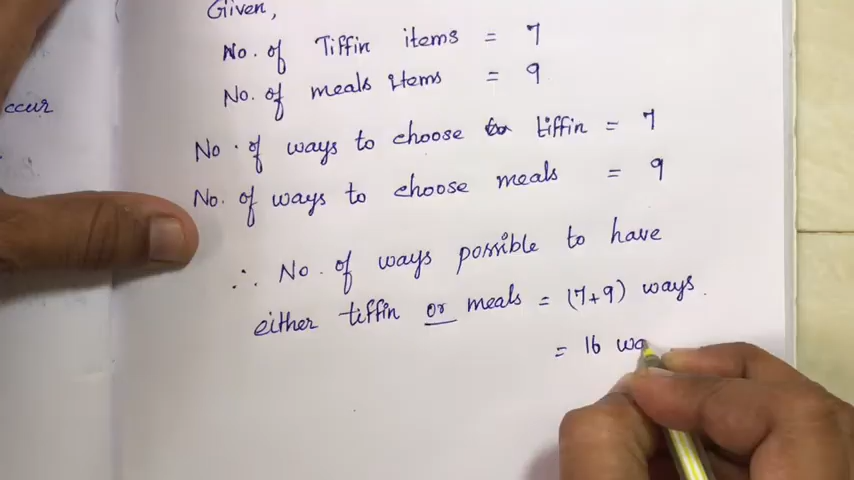 ccur
Given,
No. of Tiffin items = 7
No. of meals items = 9
No. of ways to choose tiffin = 7
No. of ways to choose meals = 9
∴ No. of ways possible to have
either tiffin or meals = (7+9) ways.
= 16 wa